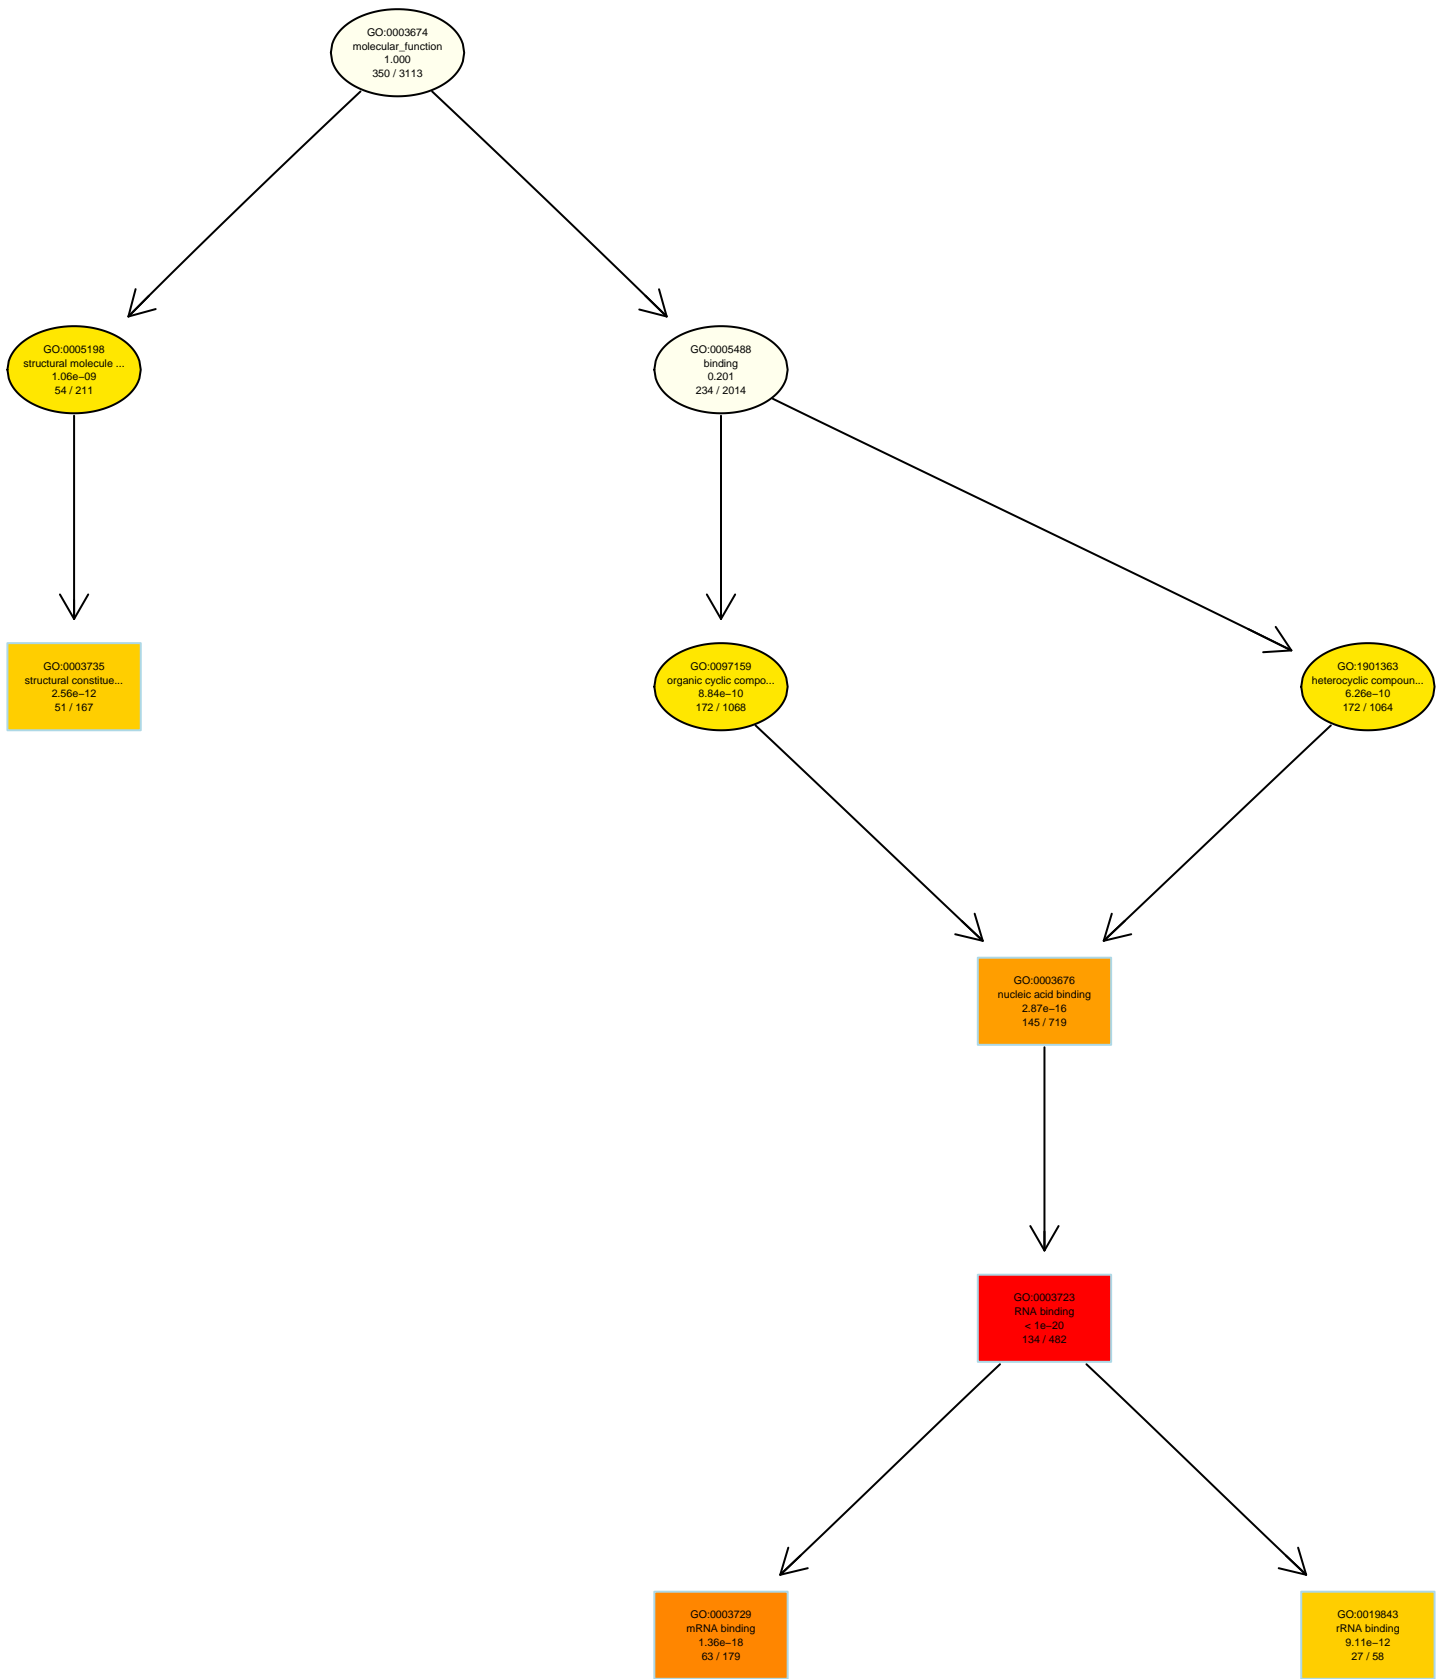 GO:0003674
molecular_function
1.000
350 / 3113
GO:0005198
structural molecule ...
1.06e−09
54 / 211
GO:0005488
binding
0.201
234 / 2014
GO:0003735
structural constitue...
2.56e−12
51 / 167
GO:0097159
organic cyclic compo...
8.84e−10
172 / 1068
GO:1901363
heterocyclic compoun...
6.26e−10
172 / 1064
GO:0003676
nucleic acid binding
2.87e−16
145 / 719
GO:0003723
RNA binding
< 1e−20
134 / 482
GO:0003729
mRNA binding
1.36e−18
63 / 179
GO:0019843
rRNA binding
9.11e−12
27 / 58